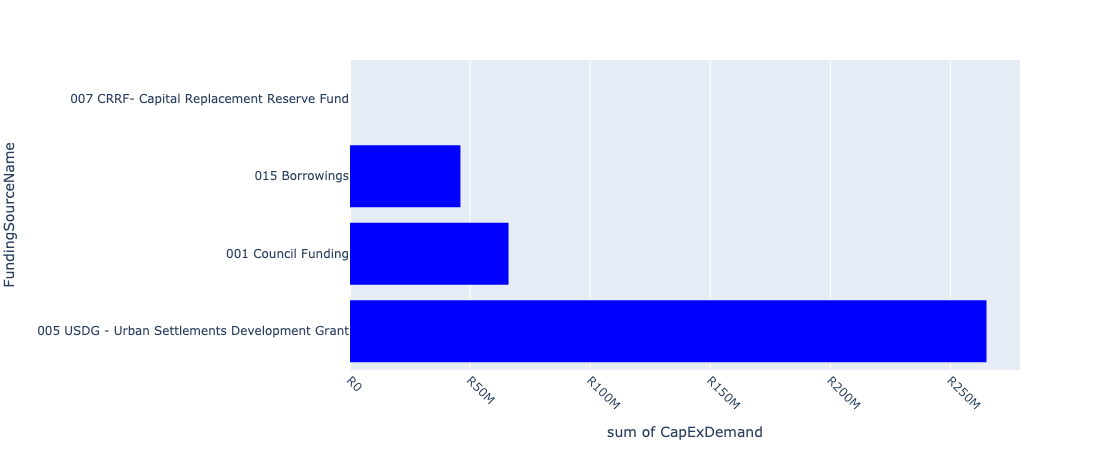 FundingSourceName
007 CRRF- Capital Replacement Reserve Fund
015 Borrowings
001 Council Funding
005 USDG - Urban Settlements Development Grant
R0
R50M
R100M
R150M
R200M
R250M
sum of CapExDemand